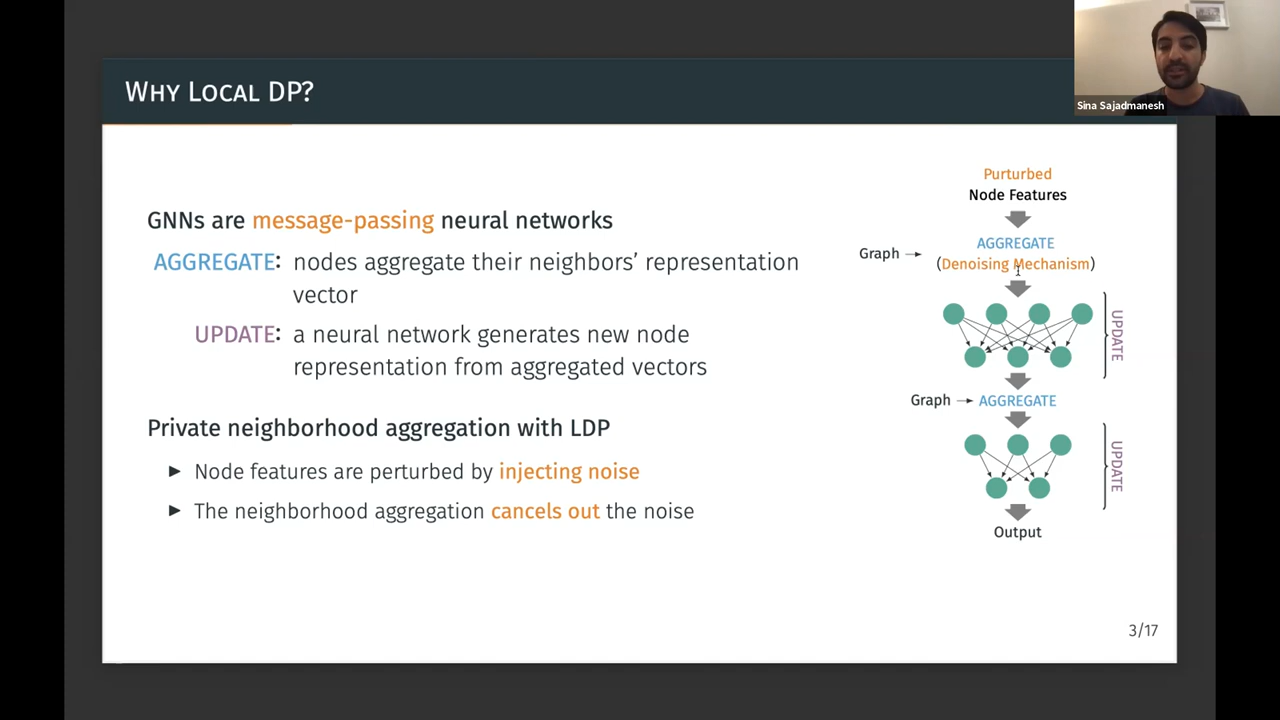 WHY LOCAL DP?
Sina Sajadmanesh
GNNs are message-passing neural networks
AGGREGATE: nodes aggregate their neighbors’ representation
vector
UPDATE: a neural network generates new node
representation from aggregated vectors
Private neighborhood aggregation with LDP
► Node features are perturbed by injecting noise
► The neighborhood aggregation cancels out the noise
Purturbed
Node Features
AGGREGATE
Graph →
(Denoising Mechanism)
UPDATE
Graph → AGGREGATE
UPDATE
Output
3/17